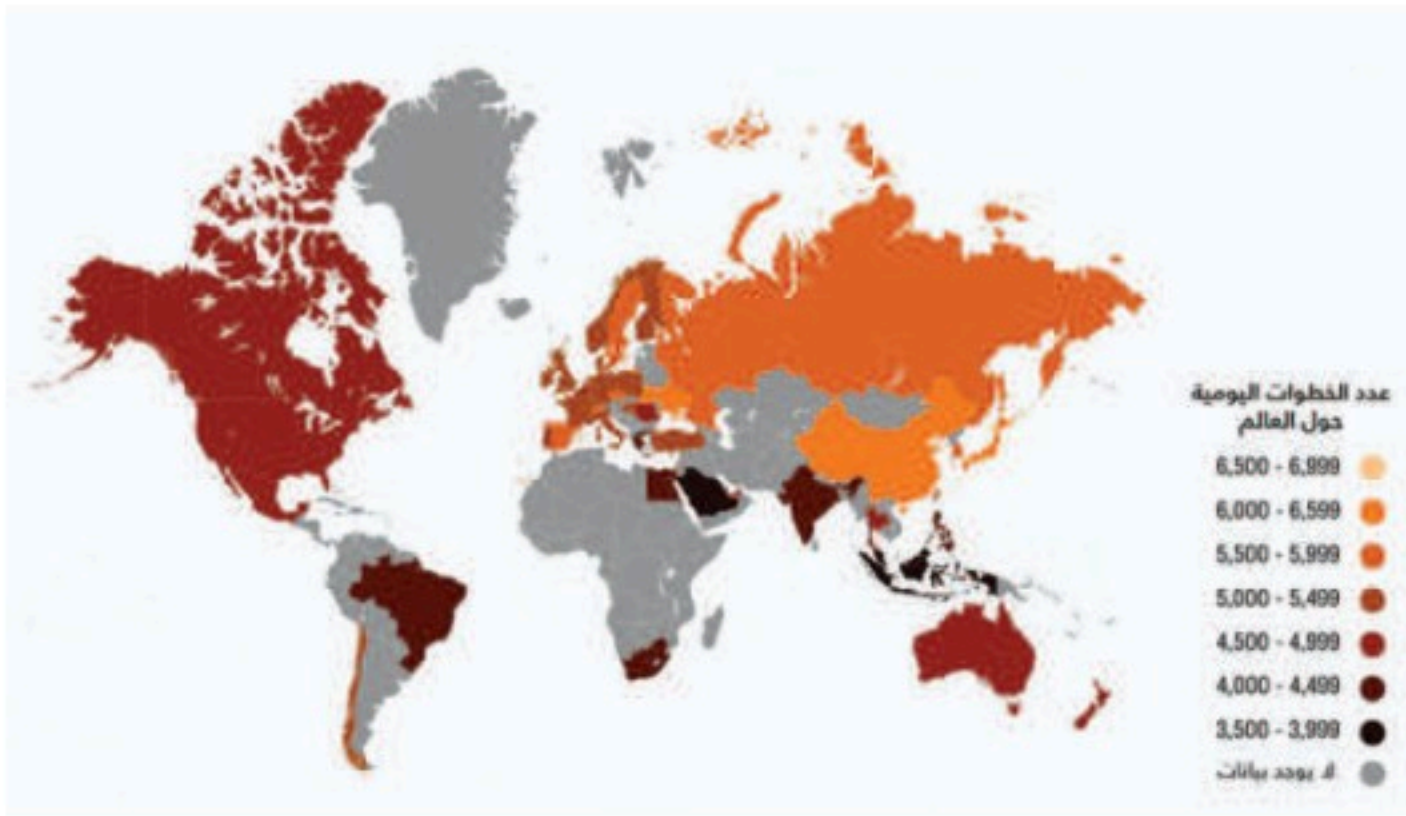 عدد الخطوات اليومية
حول العالم
6,500 - 6,999
6,000 - 6,599
5,500 - 5,999
5,000 - 5,499
4,500 - 4,999
4,000 - 4,499
3,500 - 3,999
لا يوجد بيانات